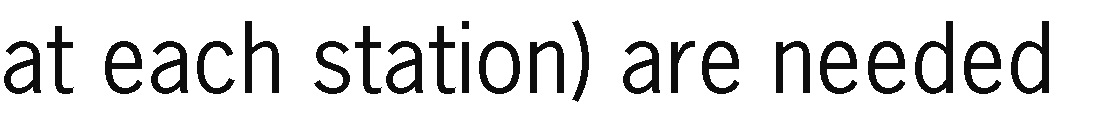 at each station) are needed